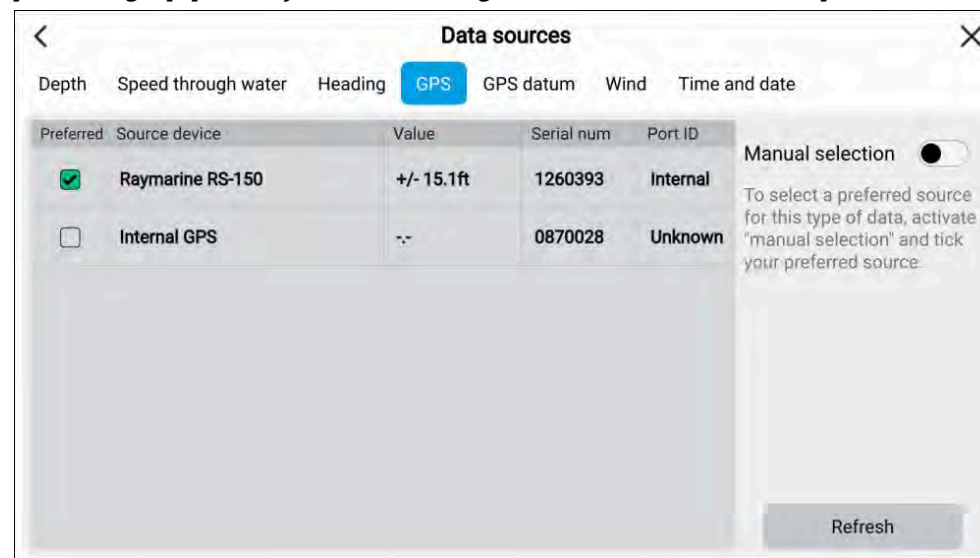 Data sources
Depth Speed through water Heading GPS GPS datum Wind Time and date
Preferred Source device Value Serial num Port ID
Raymarine RS-150 +/- 15.1ft 1260393 Internal
Internal GPS -.- 0870028 Unknown
Manual selection
To select a preferred source
for this type of data, activate
"manual selection" and tick
your preferred source.
Refresh